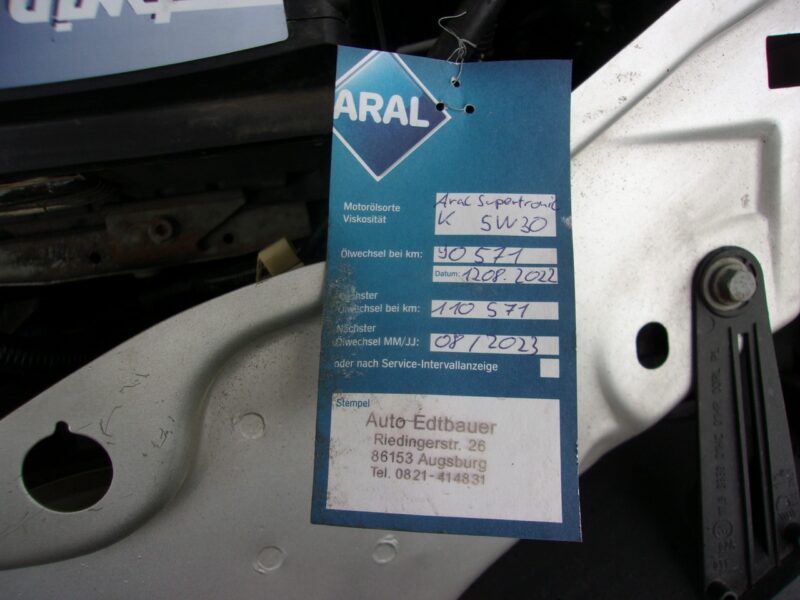 ARAL
Motorölsorte
Viskosität
Aral Supertronic
K 5W30
Ölwechsel bei km: 90 571
Datum: 12.08.2022
Nächster
Ölwechsel bei km: 110 571
Nächster
Ölwechsel MM/JJ: 08/2023
oder nach Service-Intervallanzeige
Stempel
Auto Edtbauer
Riedingerstr. 26
86153 Augsburg
Tel. 0821-414831